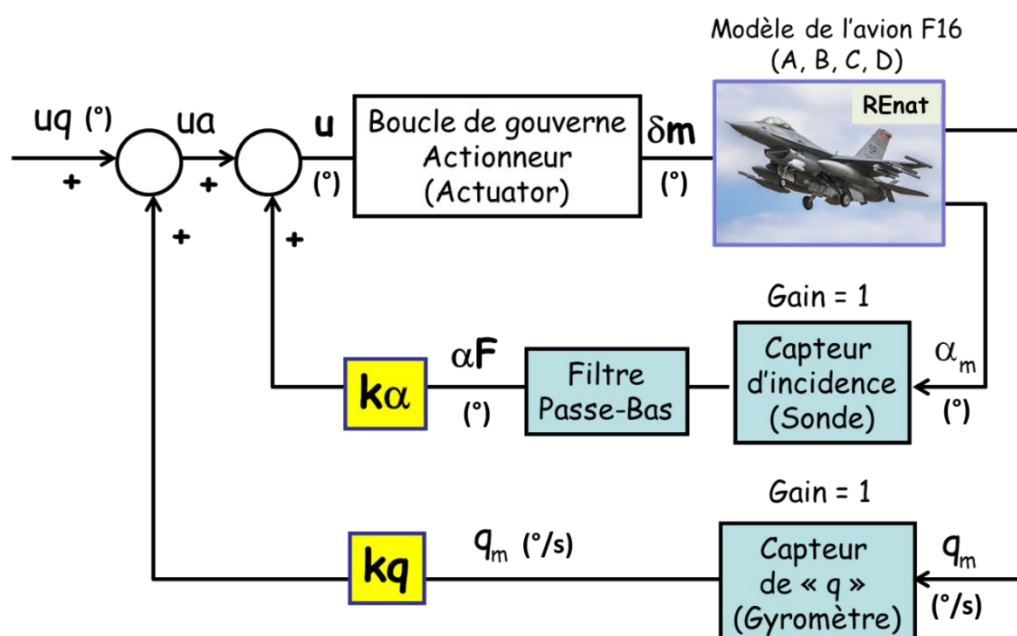 Modèle de l'avion F16
(A, B, C, D)
REnat
uq (°)
ua
u
(°)
+
+
+
+
Boucle de gouverne
Actionneur
(Actuator)
δm
(°)
Gain = 1
kα
αF
(°)
Filtre
Passe-Bas
Capteur
d'incidence
(Sonde)
αm
(°)
Gain = 1
kq
qm (°/s)
Capteur
de « q »
(Gyromètre)
qm
(°/s)